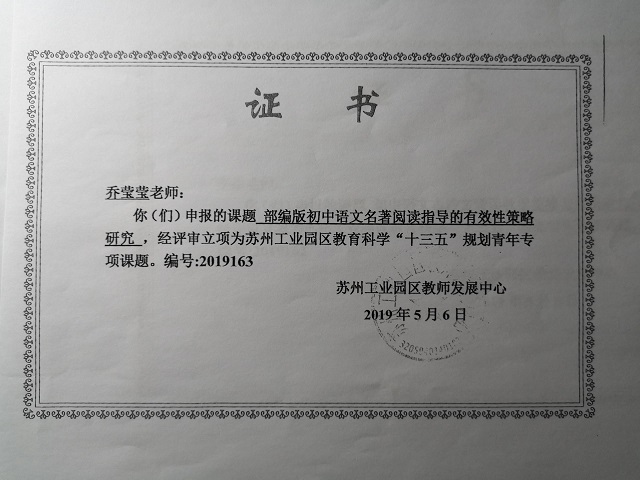 证 书
乔莹莹老师：
你（们）申报的课题 部编版初中语文名著阅读指导的有效性策略
研究 ，经评审立项为苏州工业园区教育科学“十三五”规划青年专
项课题。编号:2019163
苏州工业园区教师发展中心
2019 年 5 月 6 日